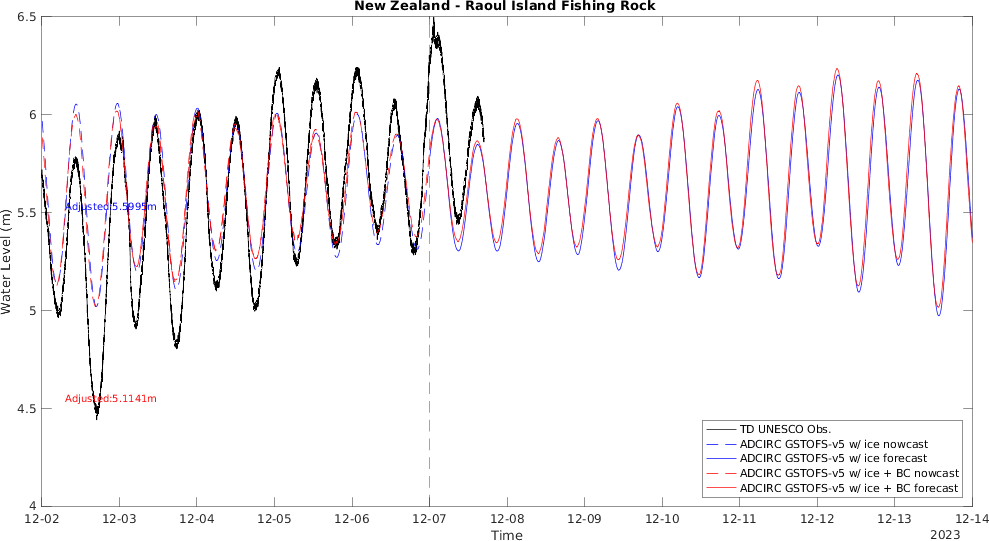 New Zealand - Raoul Island Fishing Rock
6.5
6
5.5
5
4.5
4
Water Level (m)
Adjusted:5.5995m
Adjusted:5.1141m
TD UNESCO Obs.
ADCIRC GSTOFS-v5 w/ ice nowcast
ADCIRC GSTOFS-v5 w/ ice forecast
ADCIRC GSTOFS-v5 w/ ice + BC nowcast
ADCIRC GSTOFS-v5 w/ ice + BC forecast
12-02 12-03 12-04 12-05 12-06 12-07 12-08 12-09 12-10 12-11 12-12 12-13 12-14
Time
2023